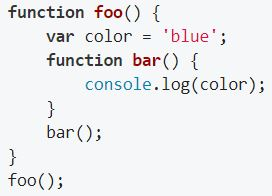 function foo() {
    var color = 'blue';
    function bar() {
        console.log(color);
    }
    bar();
}
foo();